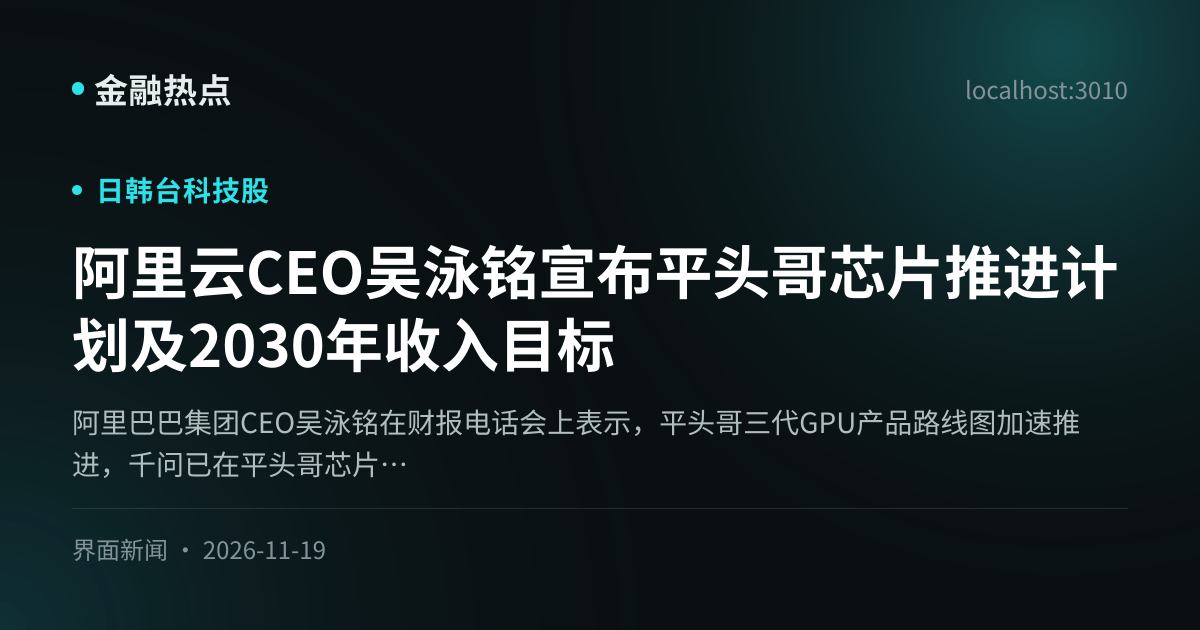 金融热点
localhost:3010
日韩台科技股
阿里云CEO吴泳铭宣布平头哥芯片推进计
划及2030年收入目标
阿里巴巴集团CEO吴泳铭在财报电话会上表示，平头哥三代GPU产品路线图加速推
进，千问已在平头哥芯片…
界面新闻 · 2026-11-19